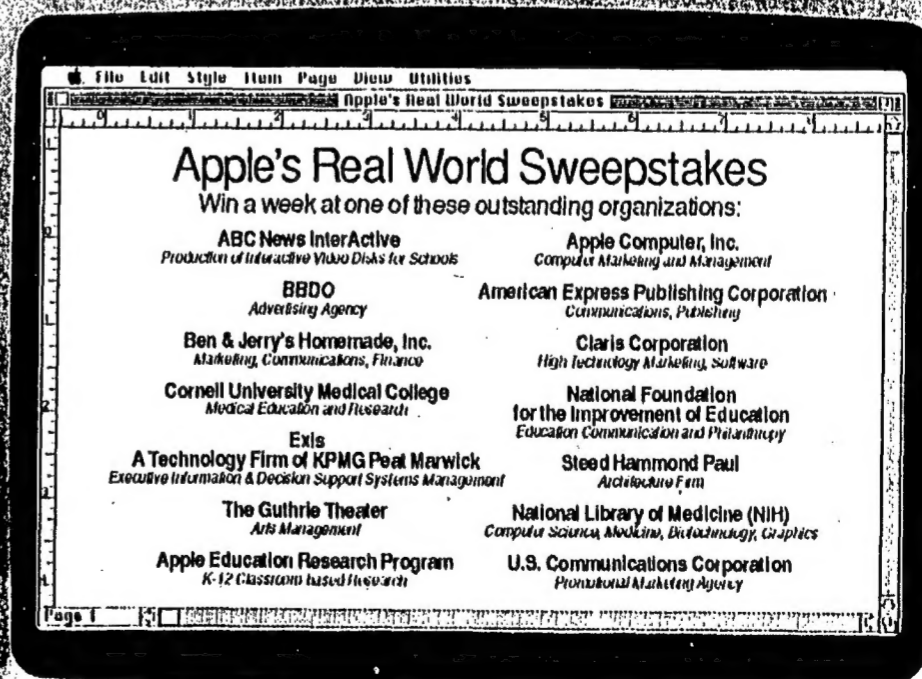 File Edit Style Item Page View Utilities
Apple's Real World Sweepstakes
Apple's Real World Sweepstakes
Win a week at one of these outstanding organizations:
ABC News InterActive
Production of Interactive Video Disks for Schools
BBDO
Advertising Agency
Ben & Jerry's Homemade, Inc.
Marketing, Communications, Finance
Cornell University Medical College
Medical Education and Research
Exis
A Technology Firm of KPMG Peat Marwick
Executive Information & Decision Support Systems Management
The Guthrie Theater
Arts Management
Apple Education Research Program
K-12 Classroom based Research
Apple Computer, Inc.
Computer Marketing and Management
American Express Publishing Corporation
Communications, Publishing
Claris Corporation
High Technology Marketing, Software
National Foundation
for the Improvement of Education
Education Communication and Philanthropy
Steed Hammond Paul
Architecture Firm
National Library of Medicine (NIH)
Computer Science, Medicine, Biotechnology, Graphics
U.S. Communications Corporation
Promotional Marketing Agency
Page 1